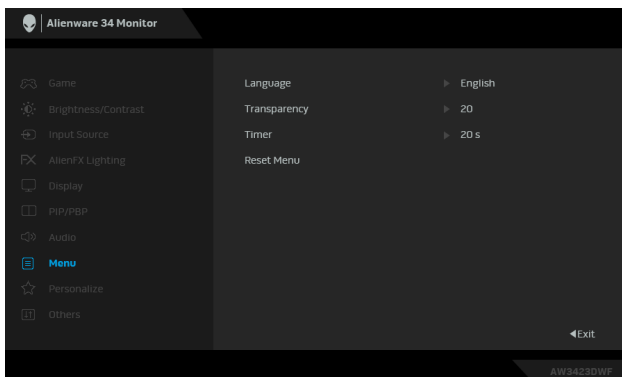 Alienware 34 Monitor
Game
Brightness/Contrast
Input Source
FX AlienFX Lighting
Display
PIP/PBP
Audio
Menu
Personalize
Others
Language English
Transparency 20
Timer 20 s
Reset Menu
Exit
AW3423DWF